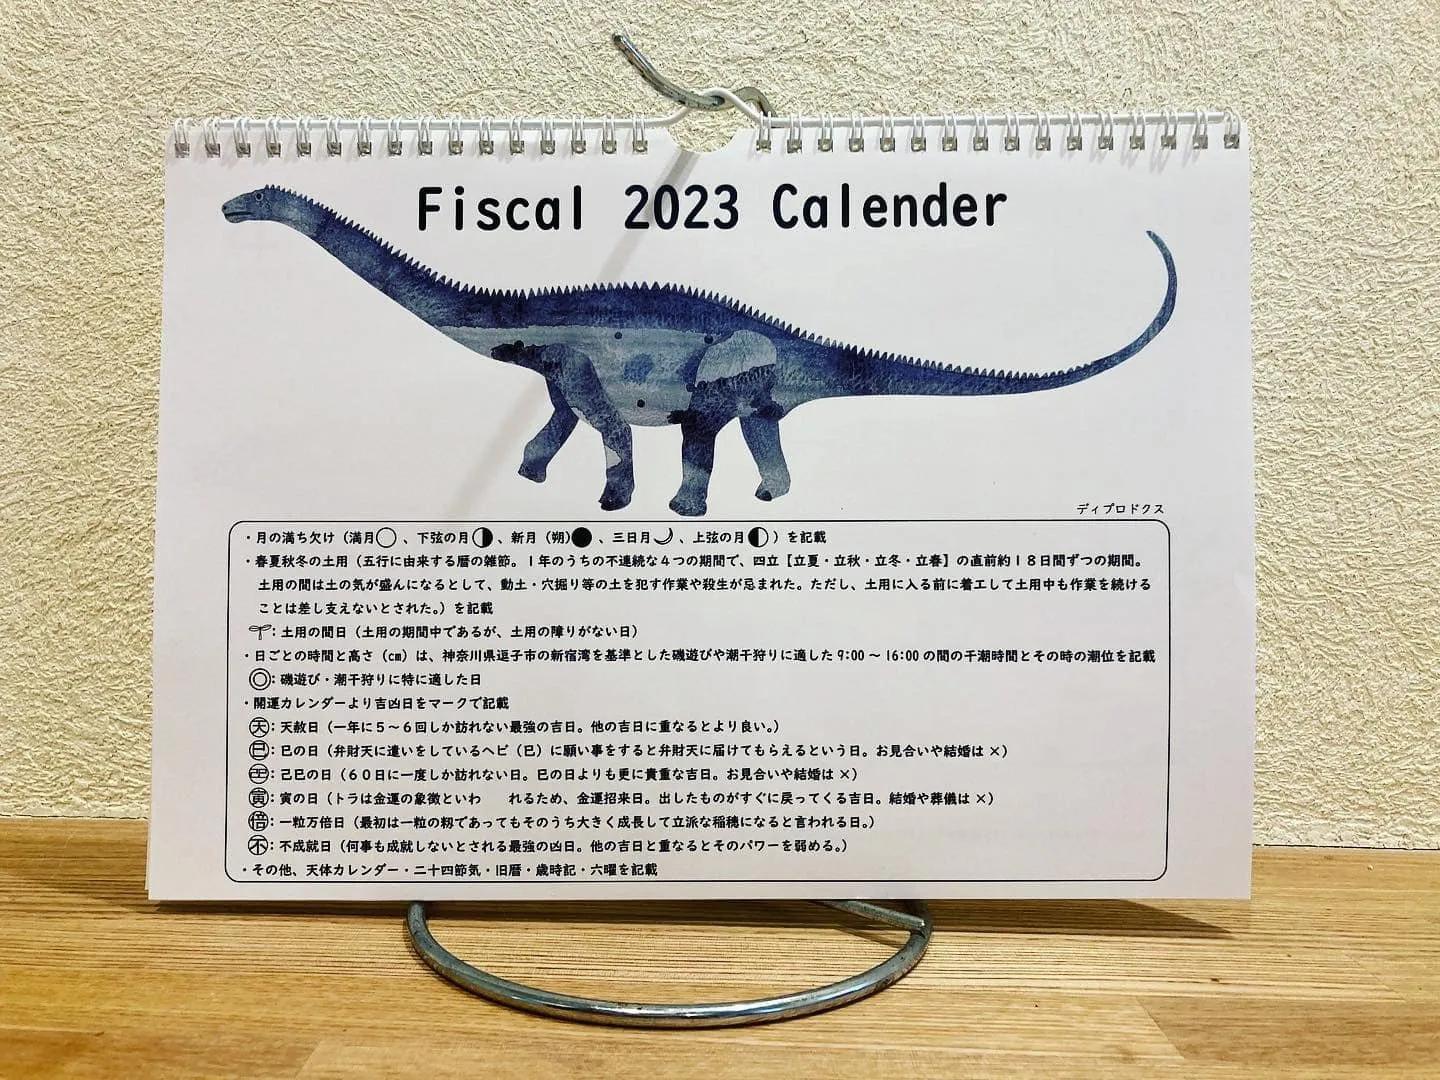 Fiscal 2023 Calender
ディプロドクス
・月の満ち欠け（満月○、下弦の月◑、新月（朔）●、三日月☽、上弦の月◐）を記載
・春夏秋冬の土用（五行に由来する暦の雑節。１年のうちの不連続な４つの期間で、四立【立夏・立秋・立冬・立春】の直前約１８日間ずつの期間。
土用の間は土の気が盛んになるとして、動土・穴掘り等の土を犯す作業や殺生が忌まれた。ただし、土用に入る前に着工して土用中も作業を続ける
ことは差し支えないとされた。）を記載
：土用の間日（土用の期間中であるが、土用の障りがない日）
・日ごとの時間と高さ（cm）は、神奈川県逗子市の新宿湾を基準とした磯遊びや潮干狩りに適した9:00～16:00の間の干潮時間とその時の潮位を記載
◎：磯遊び・潮干狩りに特に適した日
・開運カレンダーより吉凶日をマークで記載
天：天赦日（一年に５～６回しか訪れない最強の吉日。他の吉日に重なるとより良い。）
巳：巳の日（弁財天に遣いをしているヘビ（巳）に願い事をすると弁財天に届けてもらえるという日。お見合いや結婚は×）
：己巳の日（６０日に一度しか訪れない日。巳の日よりも更に貴重な吉日。お見合いや結婚は×）
寅：寅の日（トラは金運の象徴といわ　れるため、金運招来日。出したものがすぐに戻ってくる吉日。結婚や葬儀は×）
倍：一粒万倍日（最初は一粒の籾であってもそのうち大きく成長して立派な稲穂になると言われる日。）
不：不成就日（何事も成就しないとされる最強の凶日。他の吉日と重なるとそのパワーを弱める。）
・その他、天体カレンダー・二十四節気・旧暦・歳時記・六曜を記載